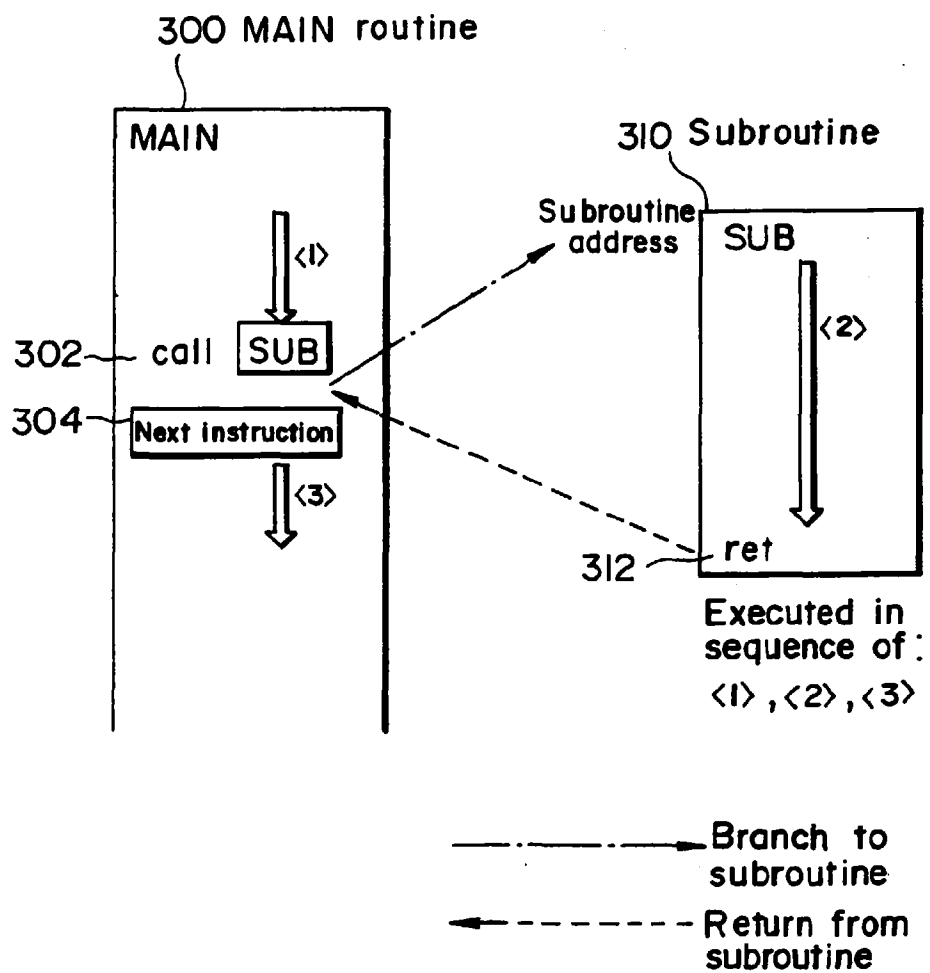 300 MAIN routine
MAIN
310 Subroutine
Subroutine
address
SUB
<1>
<2>
302 call SUB
304
Next instruction
<3>
312 ret
Executed in
sequence of :
<1>, <2>, <3>
Branch to
subroutine
Return from
subroutine